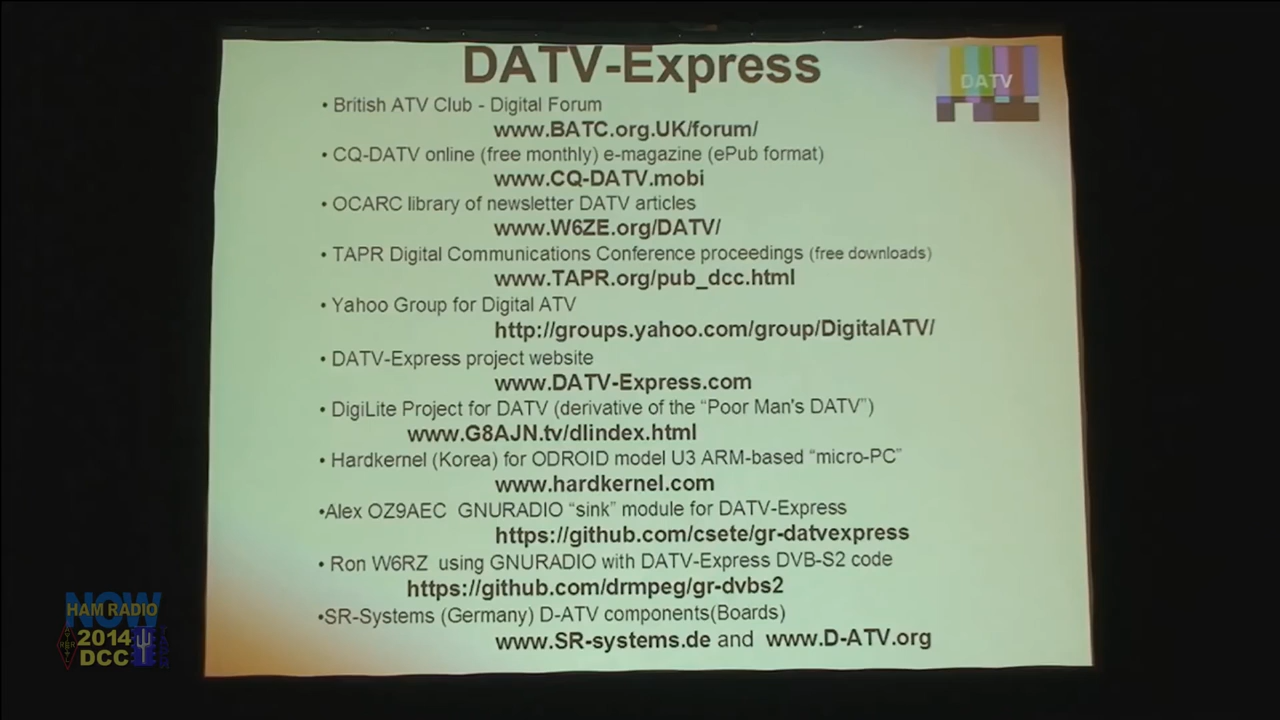 DATV-Express
DATV
• British ATV Club - Digital Forum
www.BATC.org.UK/forum/
• CQ-DATV online (free monthly) e-magazine (ePub format)
www.CQ-DATV.mobi
• OCARC library of newsletter DATV articles
www.W6ZE.org/DATV/
• TAPR Digital Communications Conference proceedings (free downloads)
www.TAPR.org/pub_dcc.html
• Yahoo Group for Digital ATV
http://groups.yahoo.com/group/DigitalATV/
• DATV-Express project website
www.DATV-Express.com
• DigiLite Project for DATV (derivative of the “Poor Man's DATV”)
www.G8AJN.tv/dlindex.html
• Hardkernel (Korea) for ODROID model U3 ARM-based “micro-PC”
www.hardkernel.com
•Alex OZ9AEC GNURADIO “sink” module for DATV-Express
https://github.com/csete/gr-datvexpress
• Ron W6RZ using GNURADIO with DATV-Express DVB-S2 code
https://github.com/drmpeg/gr-dvbs2
•SR-Systems (Germany) D-ATV components(Boards)
www.SR-systems.de and www.D-ATV.org
HAM RADIO
NOW
2014
DCC